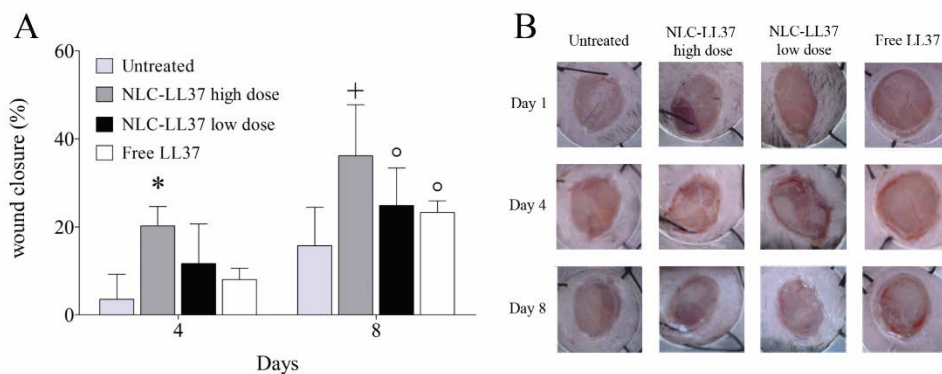 A
60
40
20
0
wound closure (%)
Untreated
NLC-LL37 high dose
NLC-LL37 low dose
Free LL37
*
+
°
°
4
8
Days
B
Untreated
NLC-LL37
high dose
NLC-LL37
low dose
Free LL37
Day 1
Day 4
Day 8